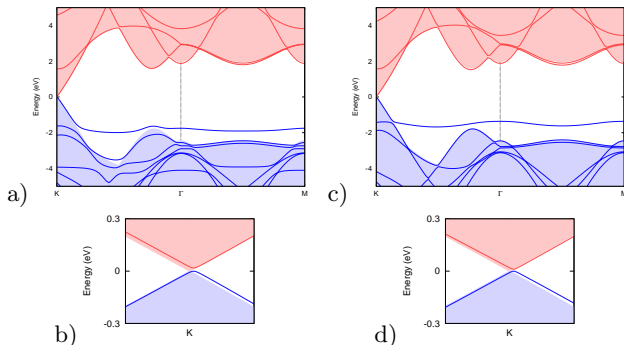 4
2
0
-2
-4
Energy (eV)
K
Γ
M
a)
4
2
0
-2
-4
Energy (eV)
K
Γ
M
c)
0.3
0
-0.3
Energy (eV)
K
b)
0.3
0
-0.3
Energy (eV)
K
d)